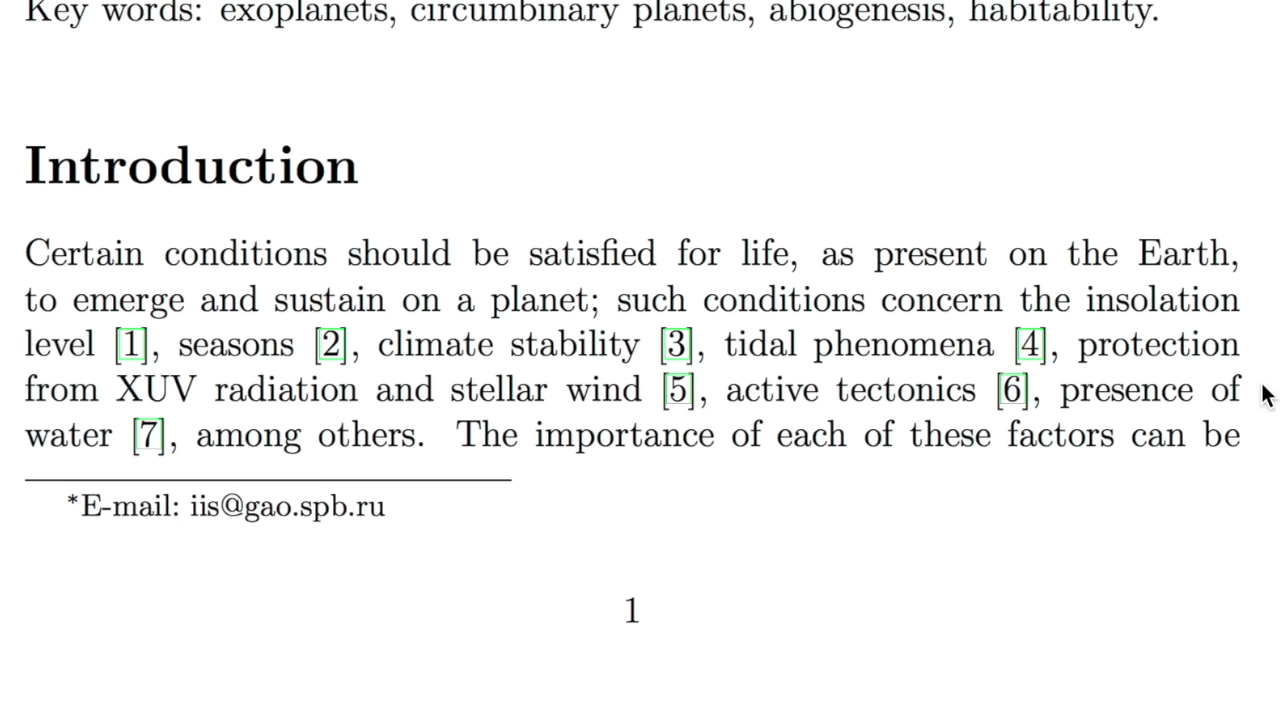 Key words: exoplanets, circumbinary planets, abiogenesis, habitability.
Introduction
Certain conditions should be satisfied for life, as present on the Earth,
to emerge and sustain on a planet; such conditions concern the insolation
level [1], seasons [2], climate stability [3], tidal phenomena [4], protection
from XUV radiation and stellar wind [5], active tectonics [6], presence of
water [7], among others. The importance of each of these factors can be
*E-mail: iis@gao.spb.ru
1